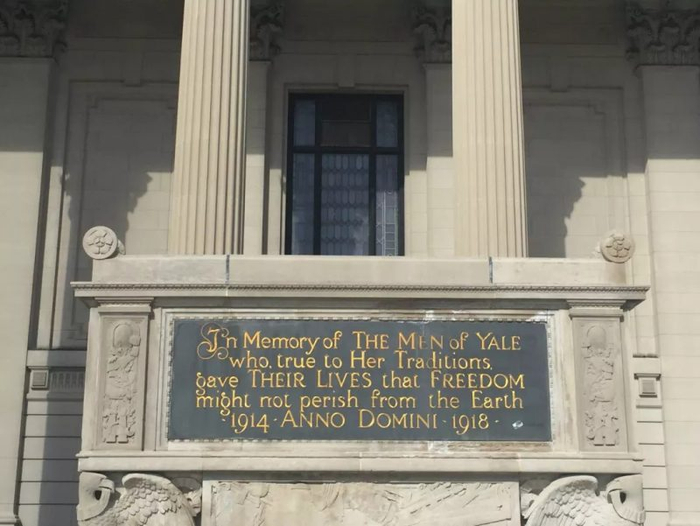 In Memory of THE MEN of YALE
who, true to Her Traditions,
gave THEIR LIVES that FREEDOM
might not perish from the Earth
- 1914 · ANNO DOMINI · 1918 -